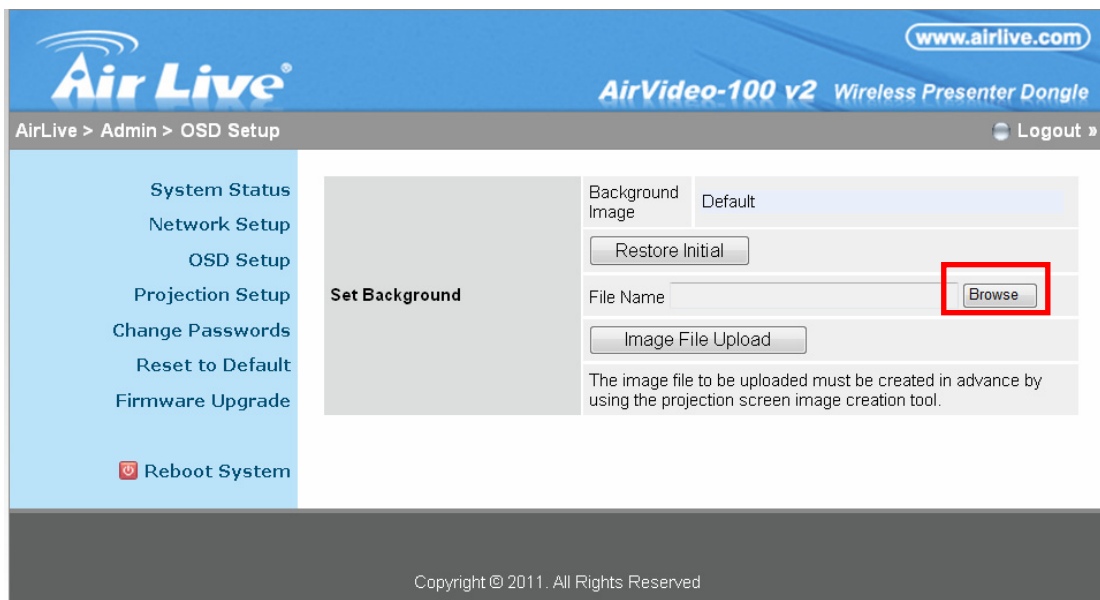 www.airlive.com
Air Live®
AirVideo-100 v2 Wireless Presenter Dongle
AirLive > Admin > OSD Setup
Logout »
System Status
Network Setup
OSD Setup
Projection Setup
Change Passwords
Reset to Default
Firmware Upgrade
Reboot System
Set Background
Background
Image
Default
Restore Initial
File Name
Browse
Image File Upload
The image file to be uploaded must be created in advance by
using the projection screen image creation tool.
Copyright © 2011. All Rights Reserved